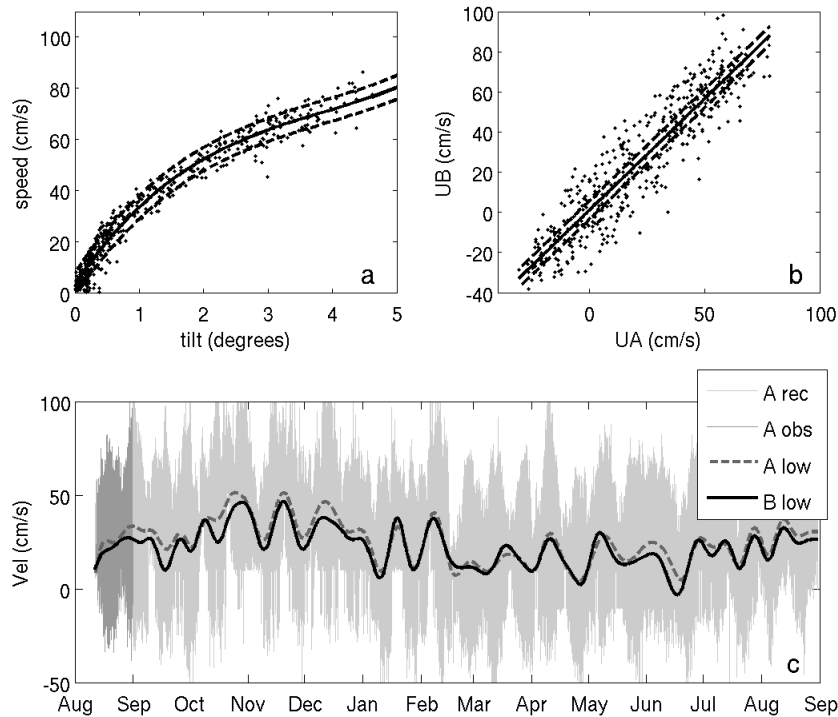 100
80
60
40
20
0
speed (cm/s)
0 1 2 3 4 5
tilt (degrees)
a
100
80
60
40
20
0
-20
-40
UB (cm/s)
0 50 100
UA (cm/s)
b
100
50
0
-50
Vel (cm/s)
A rec
A obs
A low
B low
c
Aug Sep Oct Nov Dec Jan Feb Mar Apr May Jun Jul Aug Sep